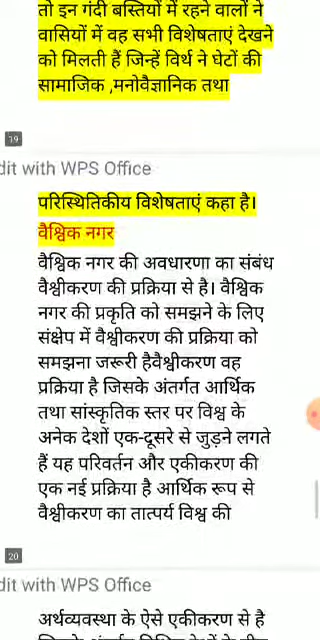 तो इन गंदी बस्तियों में रहने वालों ने
वासियों में वह सभी विशेषताएं देखने
को मिलती हैं जिन्हें विर्थ ने घेटों की
सामाजिक ,मनोवैज्ञानिक तथा
19
dit with WPS Office
परिस्थितिकीय विशेषताएं कहा है।
वैश्विक नगर
वैश्विक नगर की अवधारणा का संबंध
वैश्वीकरण की प्रक्रिया से है। वैश्विक
नगर की प्रकृति को समझने के लिए
संक्षेप में वैश्वीकरण की प्रक्रिया को
समझना जरूरी हैवैश्वीकरण वह
प्रक्रिया है जिसके अंतर्गत आर्थिक
तथा सांस्कृतिक स्तर पर विश्व के
अनेक देशों एक-दूसरे से जुड़ने लगते
हैं यह परिवर्तन और एकीकरण की
एक नई प्रक्रिया है आर्थिक रूप से
वैश्वीकरण का तात्पर्य विश्व की
20
dit with WPS Office
अर्थव्यवस्था के ऐसे एकीकरण से है